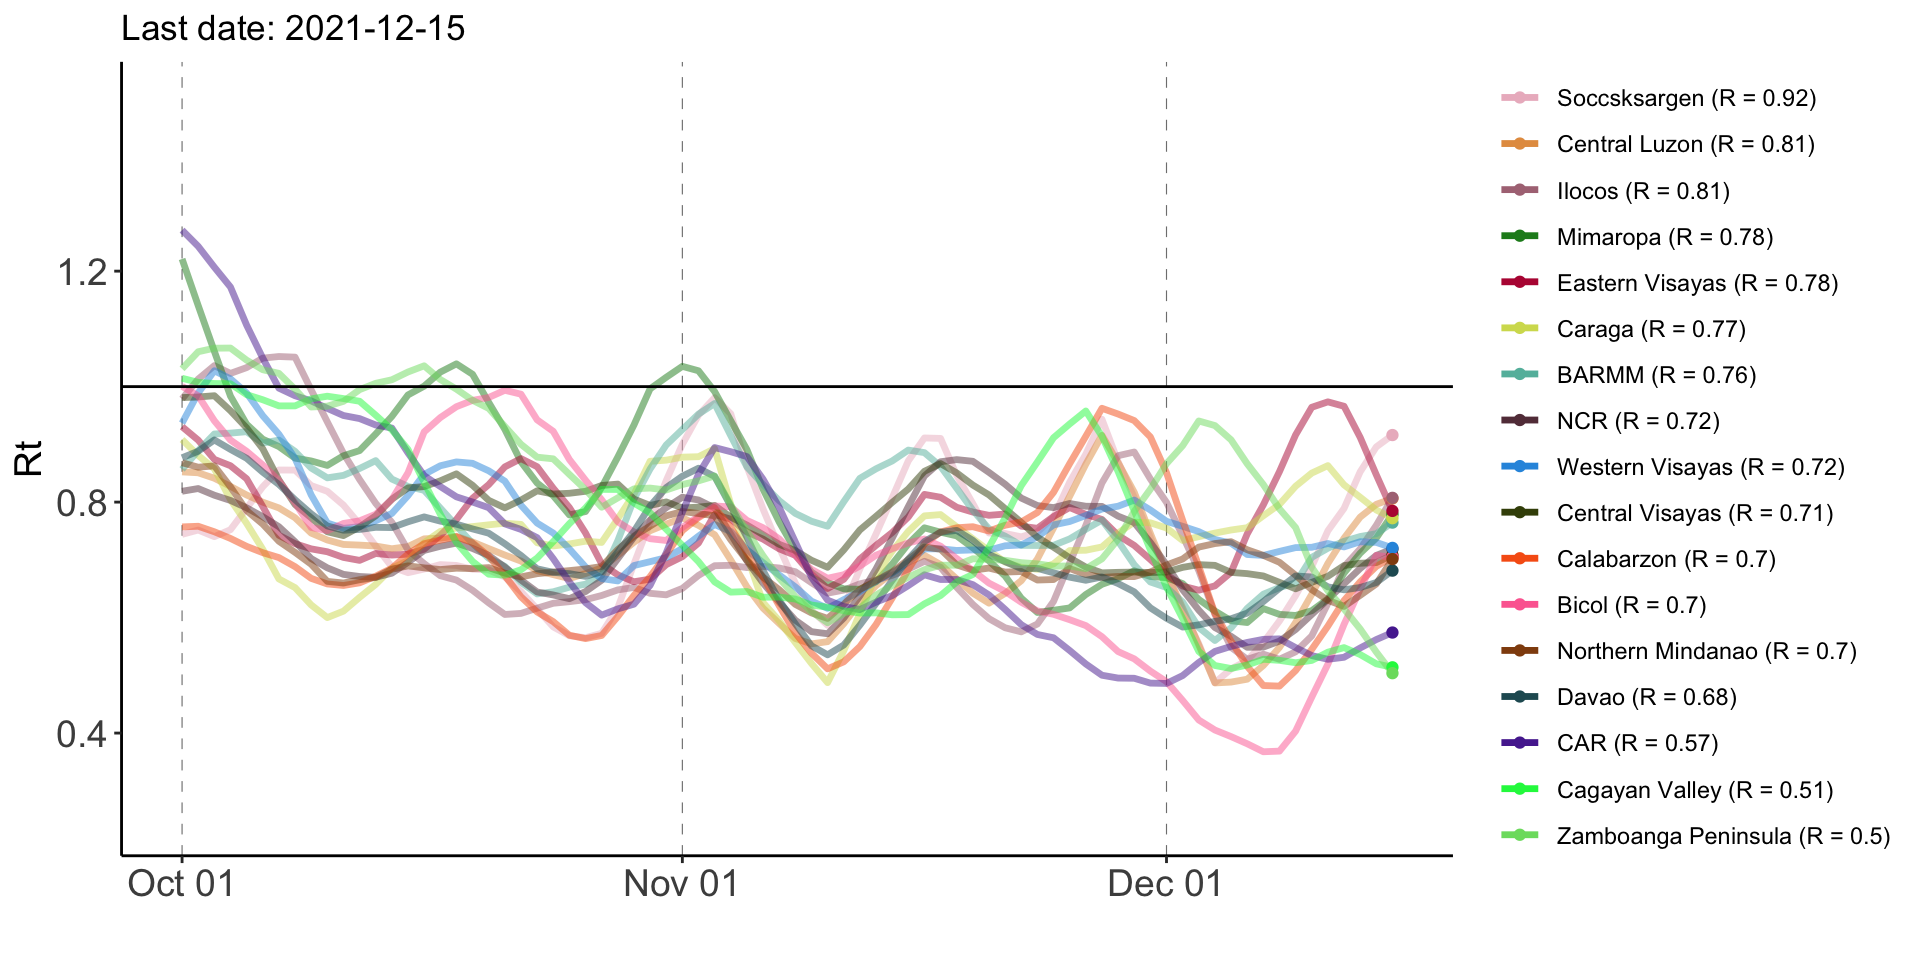 Last date: 2021-12-15
Rt
1.2
0.8
0.4
Oct 01
Nov 01
Dec 01
Soccsksargen (R = 0.92)
Central Luzon (R = 0.81)
Ilocos (R = 0.81)
Mimaropa (R = 0.78)
Eastern Visayas (R = 0.78)
Caraga (R = 0.77)
BARMM (R = 0.76)
NCR (R = 0.72)
Western Visayas (R = 0.72)
Central Visayas (R = 0.71)
Calabarzon (R = 0.7)
Bicol (R = 0.7)
Northern Mindanao (R = 0.7)
Davao (R = 0.68)
CAR (R = 0.57)
Cagayan Valley (R = 0.51)
Zamboanga Peninsula (R = 0.5)